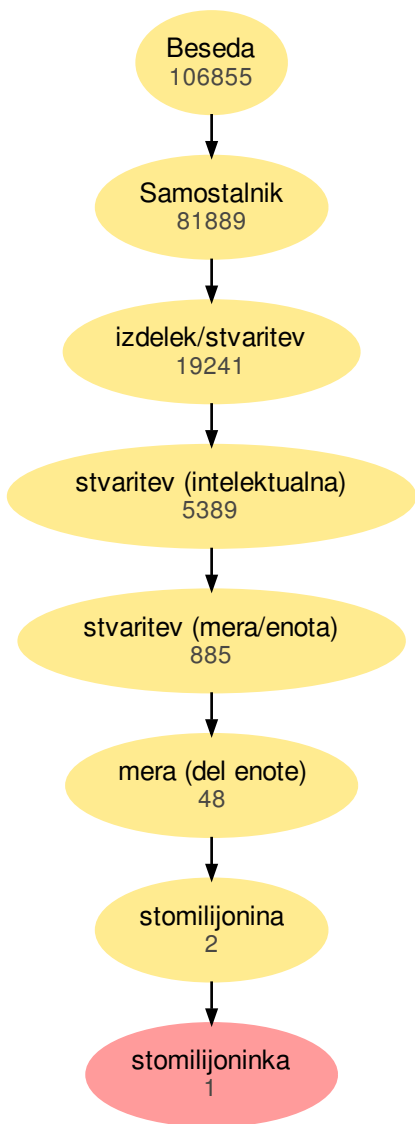 Beseda
106855
Samostalnik
81889
izdelek/stvaritev
19241
stvaritev (intelektualna)
5389
stvaritev (mera/enota)
885
mera (del enote)
48
stomilijonina
2
stomilijoninka
1